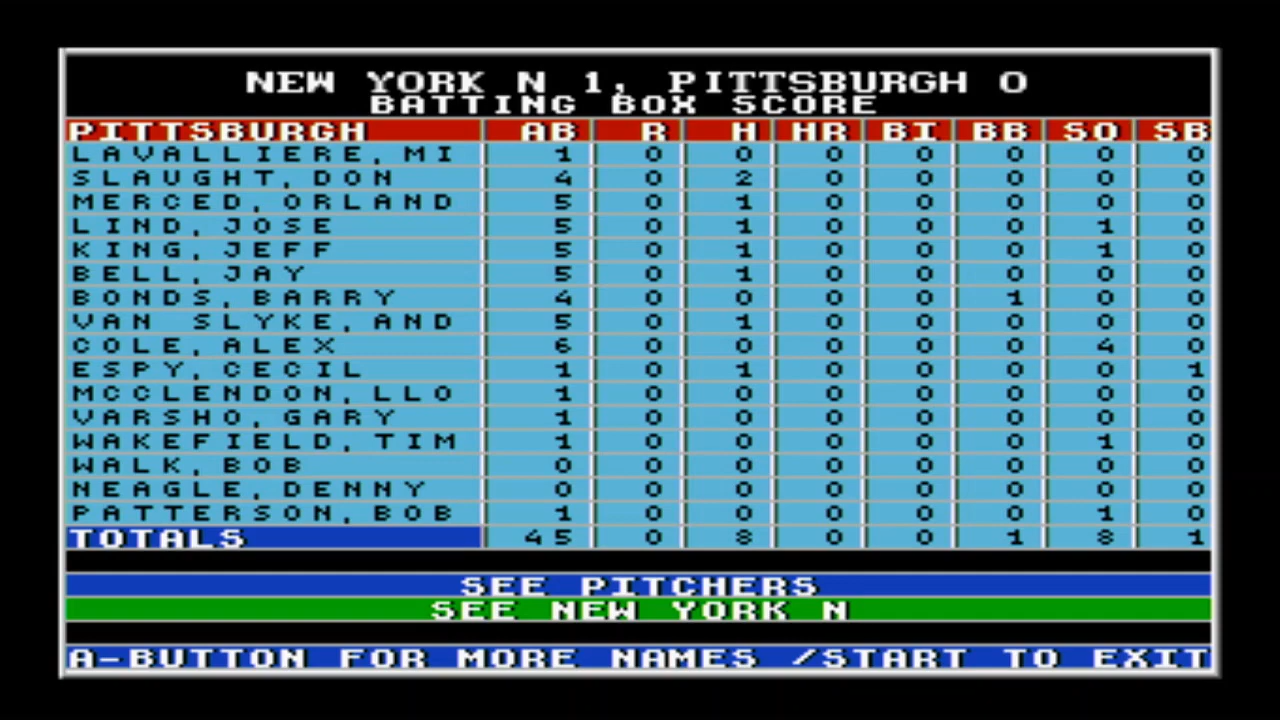 NEW YORK N 1, PITTSBURGH 0
BATTING BOX SCORE
PITTSBURGH AB R H HR BI BB SO SB
LAVALLIERE, MI 1 0 0 0 0 0 0 0
SLAUGHT, DON 4 0 2 0 0 0 0 0
MERCED, ORLAND 5 0 1 0 0 0 0 0
LIND, JOSE 5 0 1 0 0 0 1 0
KING, JEFF 5 0 1 0 0 0 1 0
BELL, JAY 5 0 1 0 0 0 0 0
BONDS, BARRY 4 0 0 0 0 1 0 0
VAN SLYKE, AND 5 0 1 0 0 0 0 0
COLE, ALEX 6 0 0 0 0 0 4 0
ESPY, CECIL 1 0 1 0 0 0 0 1
MCCLENDON, LLO 1 0 0 0 0 0 0 0
VARSHO, GARY 1 0 0 0 0 0 0 0
WAKEFIELD, TIM 1 0 0 0 0 0 1 0
WALK, BOB 0 0 0 0 0 0 0 0
NEAGLE, DENNY 0 0 0 0 0 0 0 0
PATTERSON, BOB 1 0 0 0 0 0 1 0
TOTALS 45 0 8 0 0 1 8 1
SEE PITCHERS
SEE NEW YORK N
A-BUTTON FOR MORE NAMES /START TO EXIT